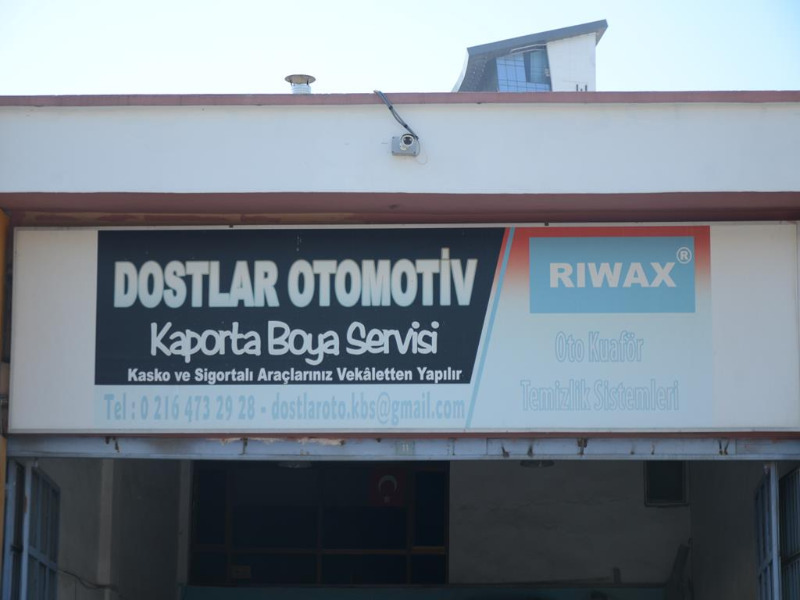 DOSTLAR OTOMOTİV
Kaporta Boya Servisi
Kasko ve Sigortalı Araçlarınız Vekâletten Yapılır
Tel : 0 216 473 29 28 - dostlaroto.kbs@gmail.com
RIWAX®
Oto Kuaför
Temizlik Sistemleri